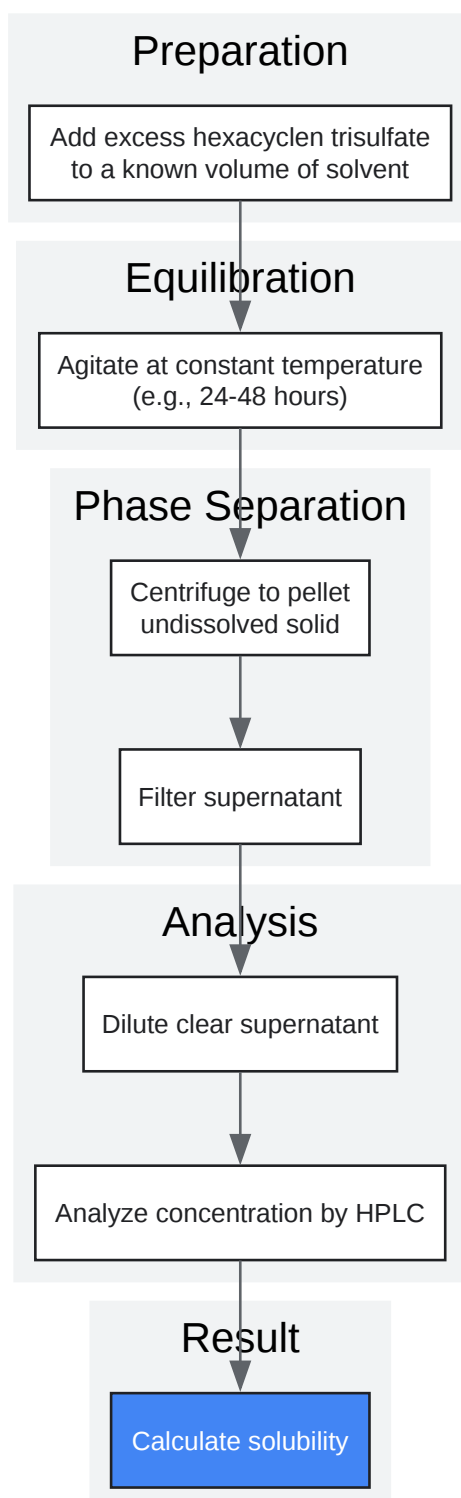 Preparation
Add excess hexacyclen trisulfate
to a known volume of solvent
Equilibration
Agitate at constant temperature
(e.g., 24-48 hours)
Phase Separation
Centrifuge to pellet
undissolved solid
Filter supernatant
Analysis
Dilute clear supernatant
Analyze concentration by HPLC
Result
Calculate solubility